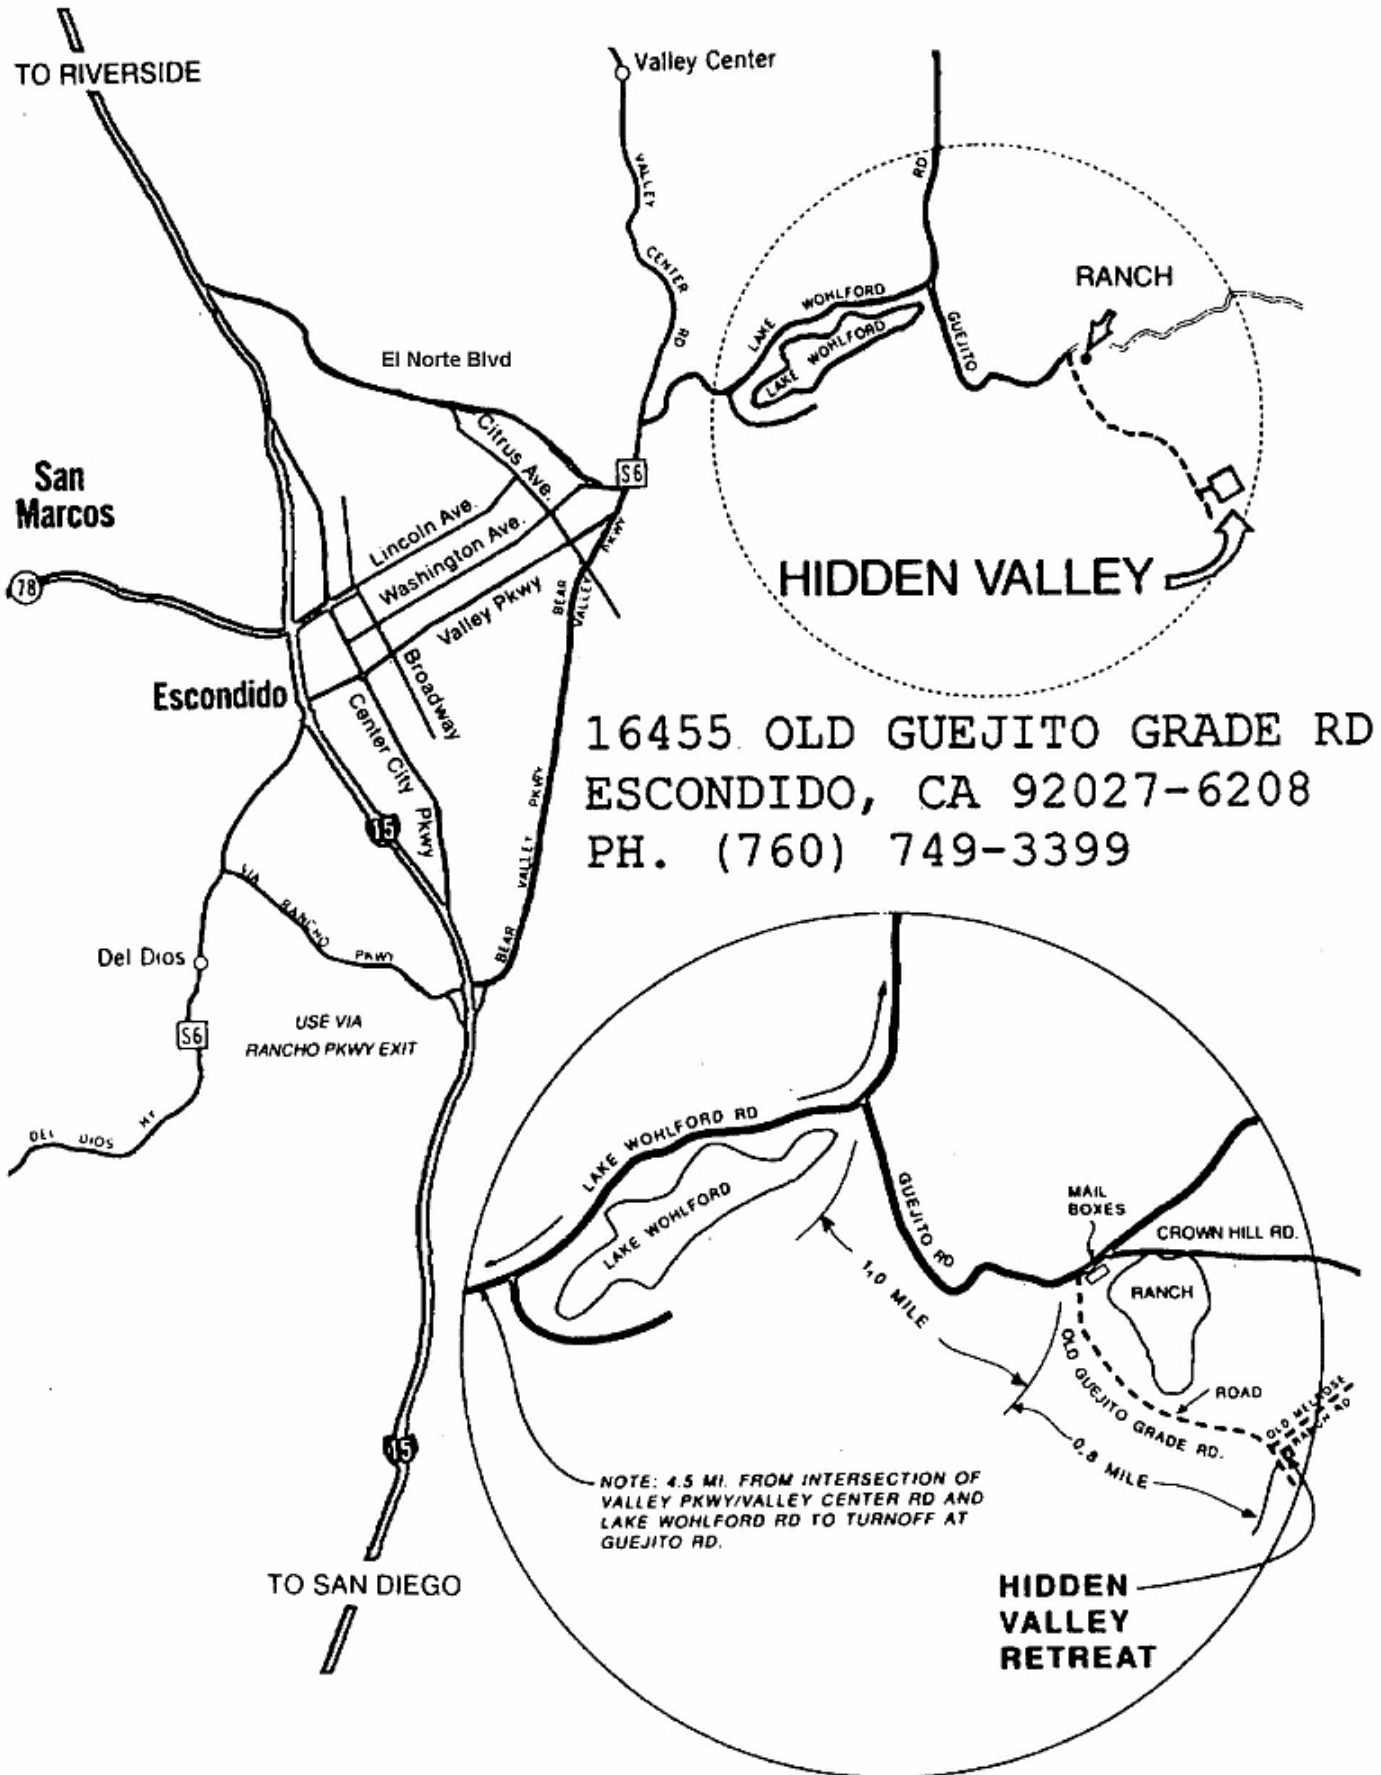 TO RIVERSIDE
Valley Center
VALLEY
CENTER
RD
RD
RANCH
LAKE
WOHLFORD
LAKE
WOHLFORD
GUEJITO
El Norte Blvd
Citrus Ave.
S6
San
Marcos
Lincoln Ave.
Washington Ave.
Valley Pkwy
BEAR
VALLEY
PKWY
HIDDEN VALLEY
78
Escondido
Broadway
Center City
Pkwy
15
16455 OLD GUEJITO GRADE RD
ESCONDIDO, CA 92027-6208
PH. (760) 749-3399
BEAR
VALLEY
PKWY
VIA
RANCHO
PKWY
Del Dios
S6
USE VIA
RANCHO PKWY EXIT
DEL DIOS HY
LAKE WOHLFORD RD
LAKE WOHLFORD
GUEJITO RD
MAIL
BOXES
CROWN HILL RD.
RANCH
1.0 MILE
OLD GUEJITO GRADE RD.
ROAD
OLD MELROSE
RANCH RD
0.8 MILE
15
NOTE: 4.5 MI. FROM INTERSECTION OF
VALLEY PKWY/VALLEY CENTER RD AND
LAKE WOHLFORD RD TO TURNOFF AT
GUEJITO RD.
TO SAN DIEGO
HIDDEN
VALLEY
RETREAT